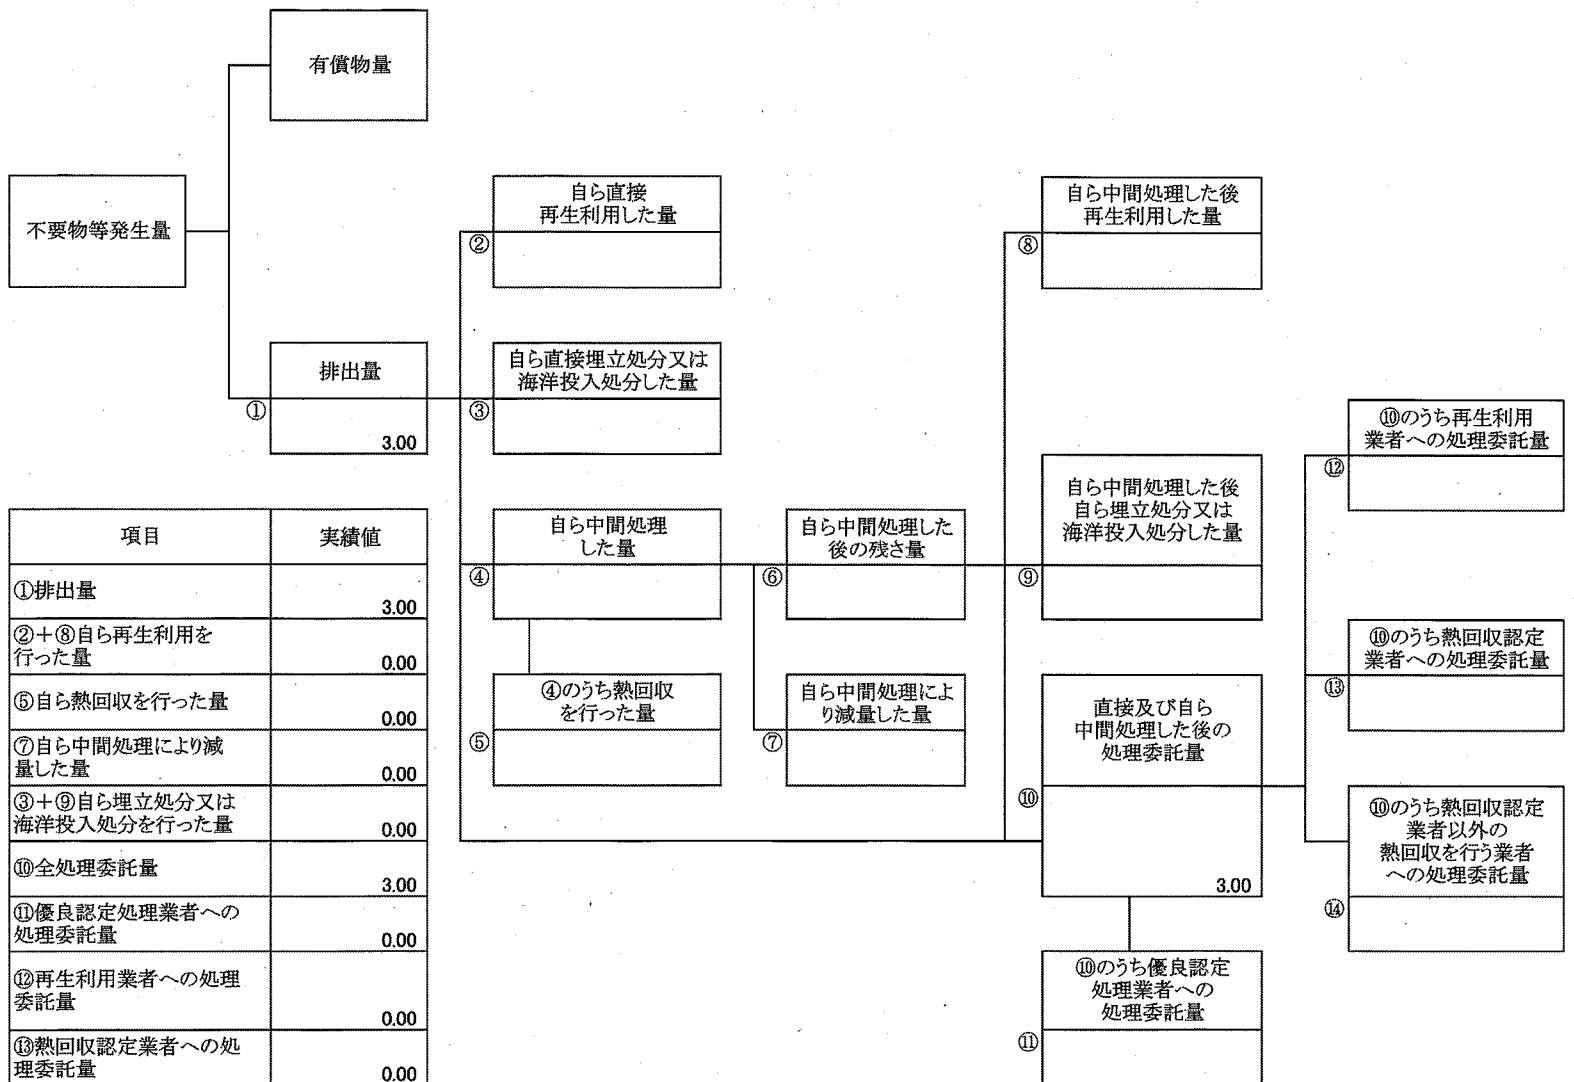 有償物量
不要物等発生量
自ら直接
再生利用した量
②
自ら中間処理した後
再生利用した量
⑧
排出量
①
3.00
自ら直接埋立処分又は
海洋投入処分した量
③
⑩のうち再生利用
業者への処理委託量
⑫
自ら中間処理した後
自ら埋立処分又は
海洋投入処分した量
⑨
自ら中間処理
した量
④
自ら中間処理した
後の残さ量
⑥
⑩のうち熱回収認定
業者への処理委託量
⑬
④のうち熱回収
を行った量
⑤
自ら中間処理によ
り減量した量
⑦
直接及び自ら
中間処理した後の
処理委託量
⑩
3.00
⑩のうち熱回収認定
業者以外の
熱回収を行う業者
への処理委託量
⑭
⑩のうち優良認定
処理業者への
処理委託量
⑪
項目 実績値
①排出量
3.00
②+⑧自ら再生利用を
行った量 0.00
⑤自ら熱回収を行った量
0.00
⑦自ら中間処理により減
量した量 0.00
③+⑨自ら埋立処分又は
海洋投入処分を行った量 0.00
⑩全処理委託量
3.00
⑪優良認定処理業者への
処理委託量 0.00
⑫再生利用業者への処理
委託量
0.00
⑬熱回収認定業者への処
理委託量 0.00